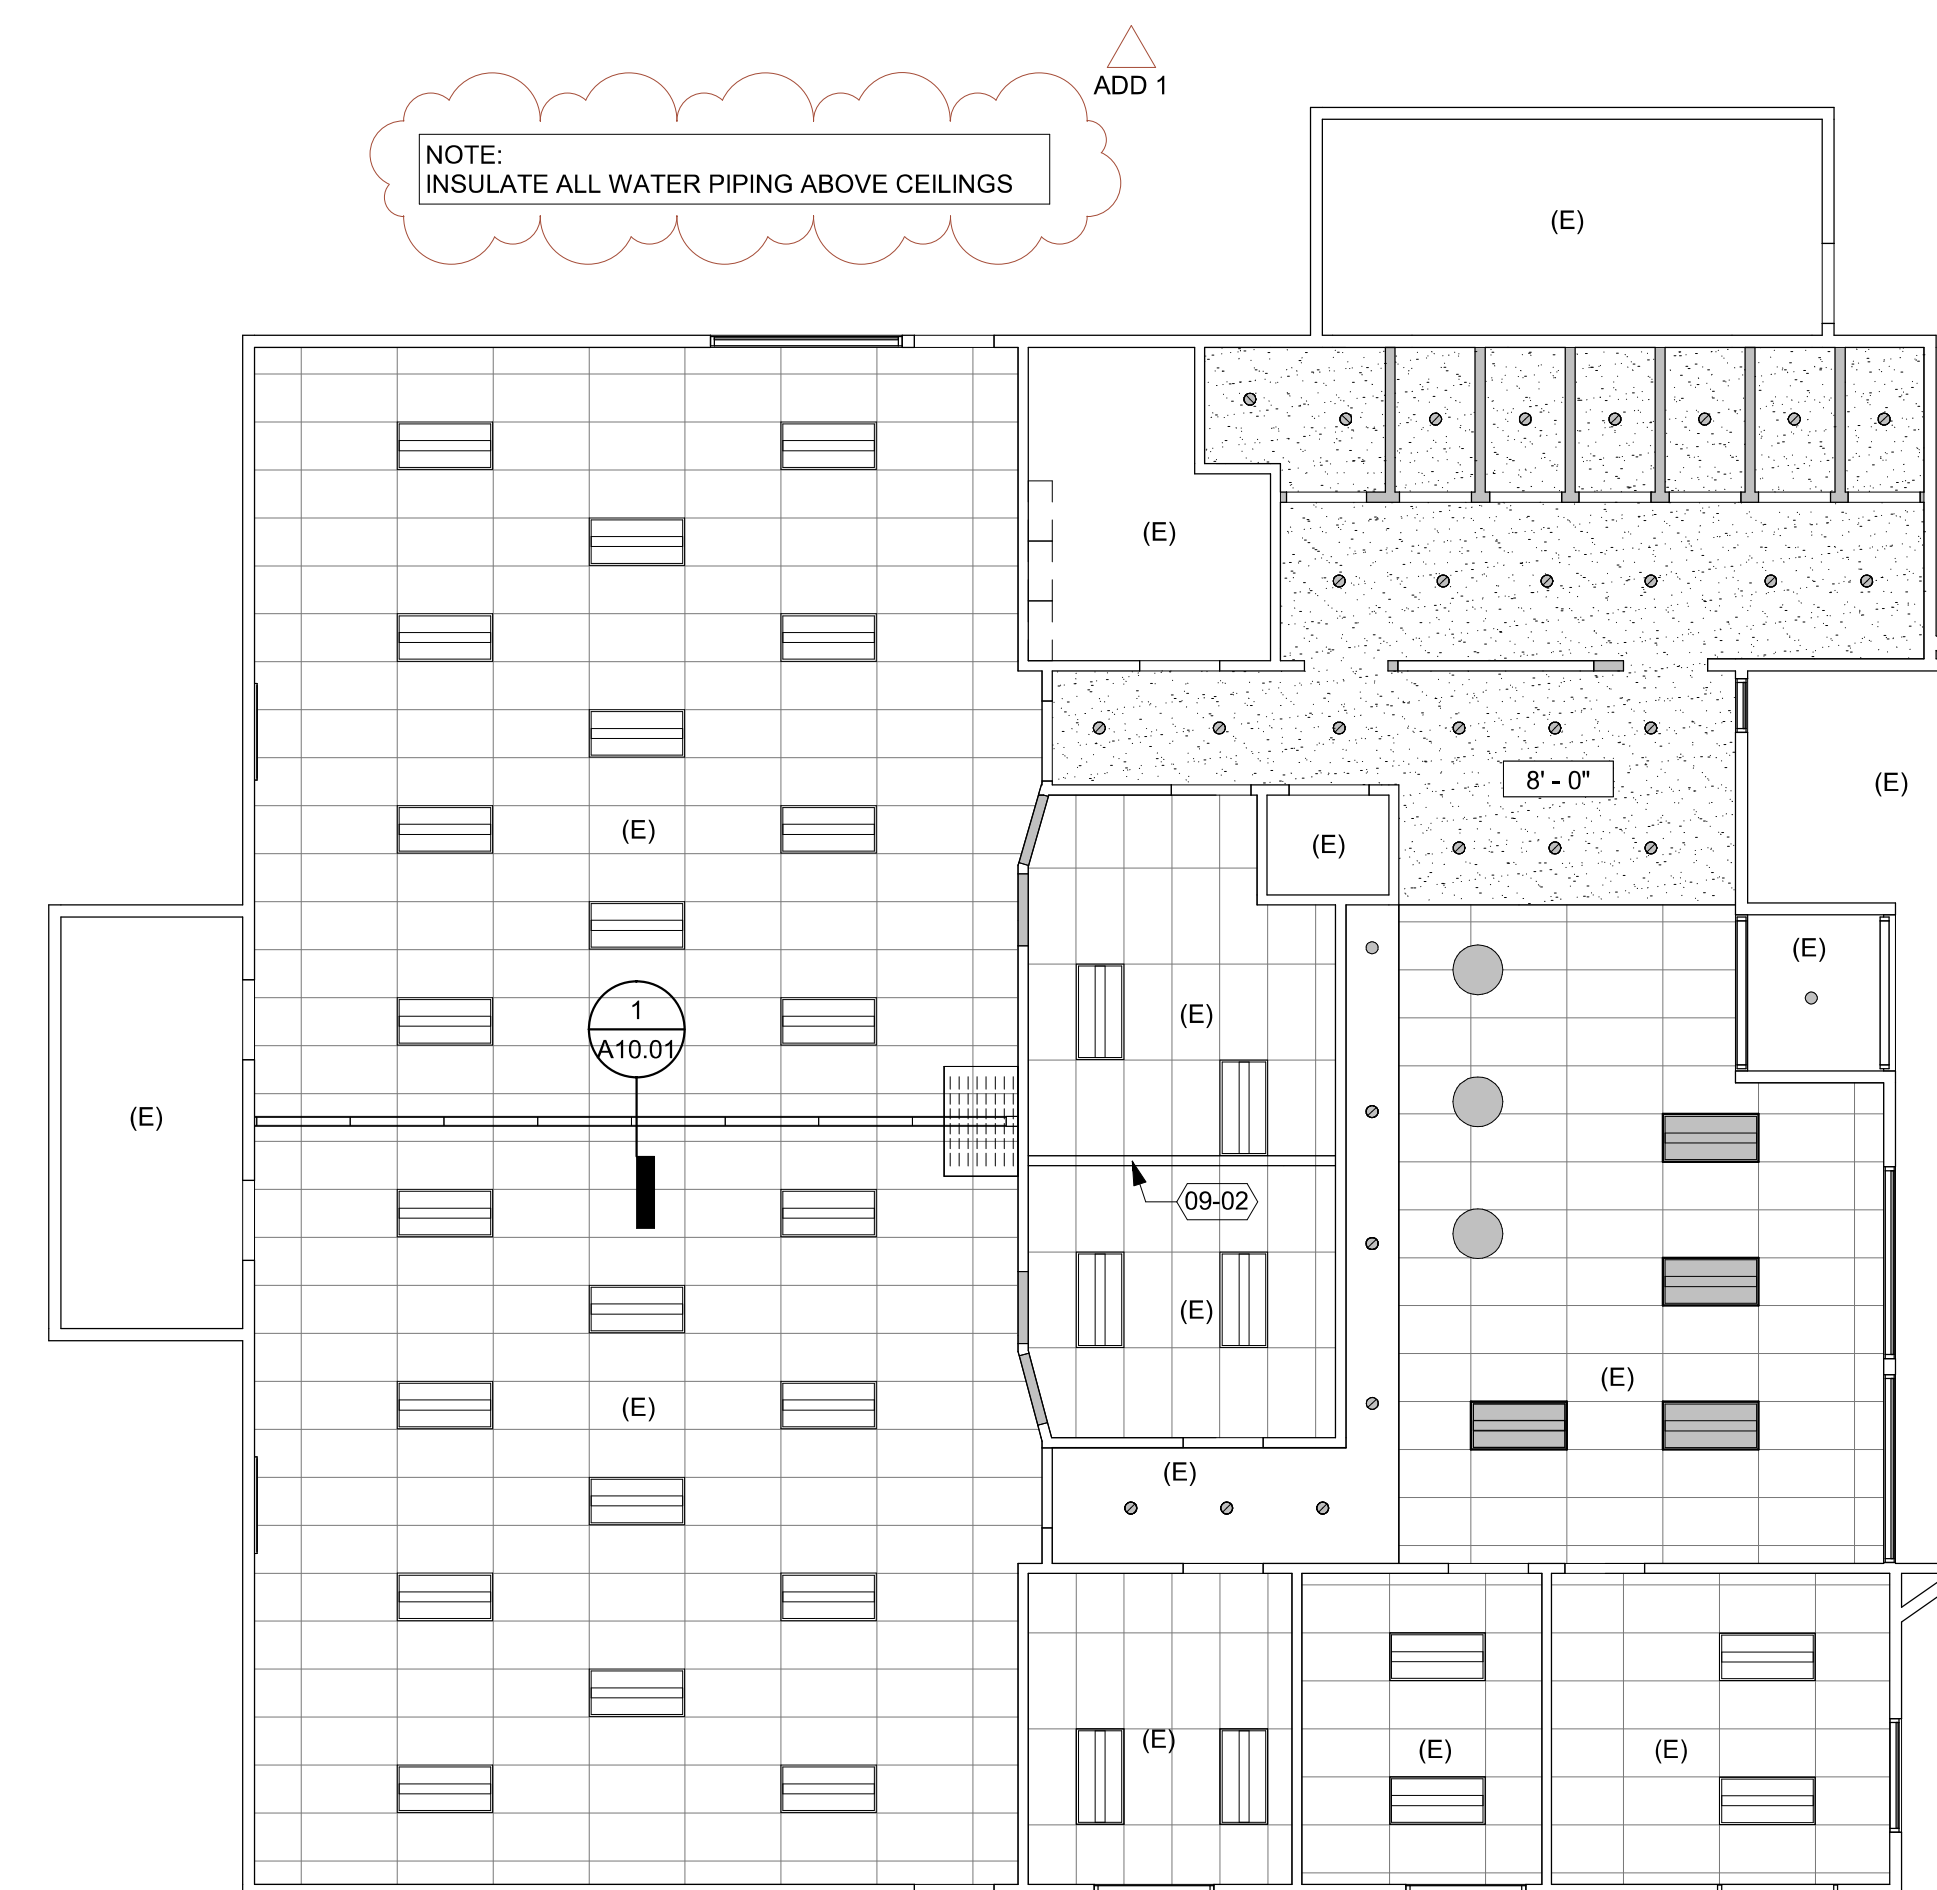 ADD 1
NOTE:
INSULATE ALL WATER PIPING ABOVE CEILINGS
(E)
(E)
(E)
8' - 0"
(E)
(E)
(E)
(E)
1
A10.01
(E)
(E)
09-02
(E)
(E)
(E)
(E)
(E)
(E)
(E)